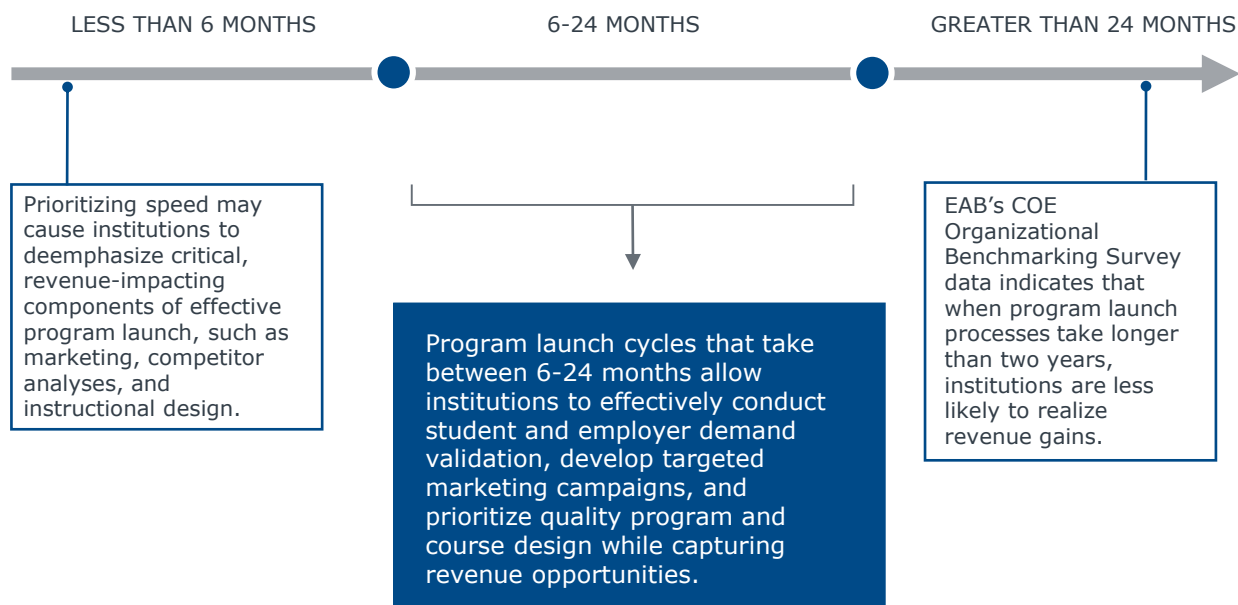 LESS THAN 6 MONTHS
6-24 MONTHS
GREATER THAN 24 MONTHS
Prioritizing speed may
cause institutions to
deemphasize critical,
revenue-impacting
components of effective
program launch, such as
marketing, competitor
analyses, and
instructional design.
Program launch cycles that take
between 6-24 months allow
institutions to effectively conduct
student and employer demand
validation, develop targeted
marketing campaigns, and
prioritize quality program and
course design while capturing
revenue opportunities.
EAB’s COE
Organizational
Benchmarking Survey
data indicates that
when program launch
processes take longer
than two years,
institutions are less
likely to realize
revenue gains.